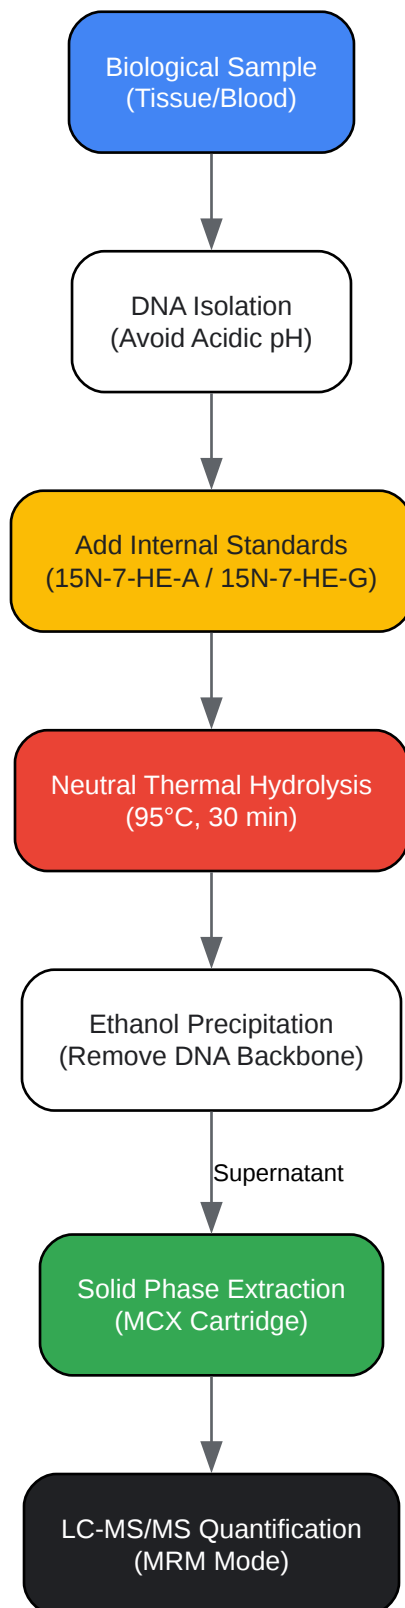 Biological Sample
(Tissue/Blood)
DNA Isolation
(Avoid Acidic pH)
Add Internal Standards
(15N-7-HE-A / 15N-7-HE-G)
Neutral Thermal Hydrolysis
(95°C, 30 min)
Ethanol Precipitation
(Remove DNA Backbone)
Supernatant
Solid Phase Extraction
(MCX Cartridge)
LC-MS/MS Quantification
(MRM Mode)